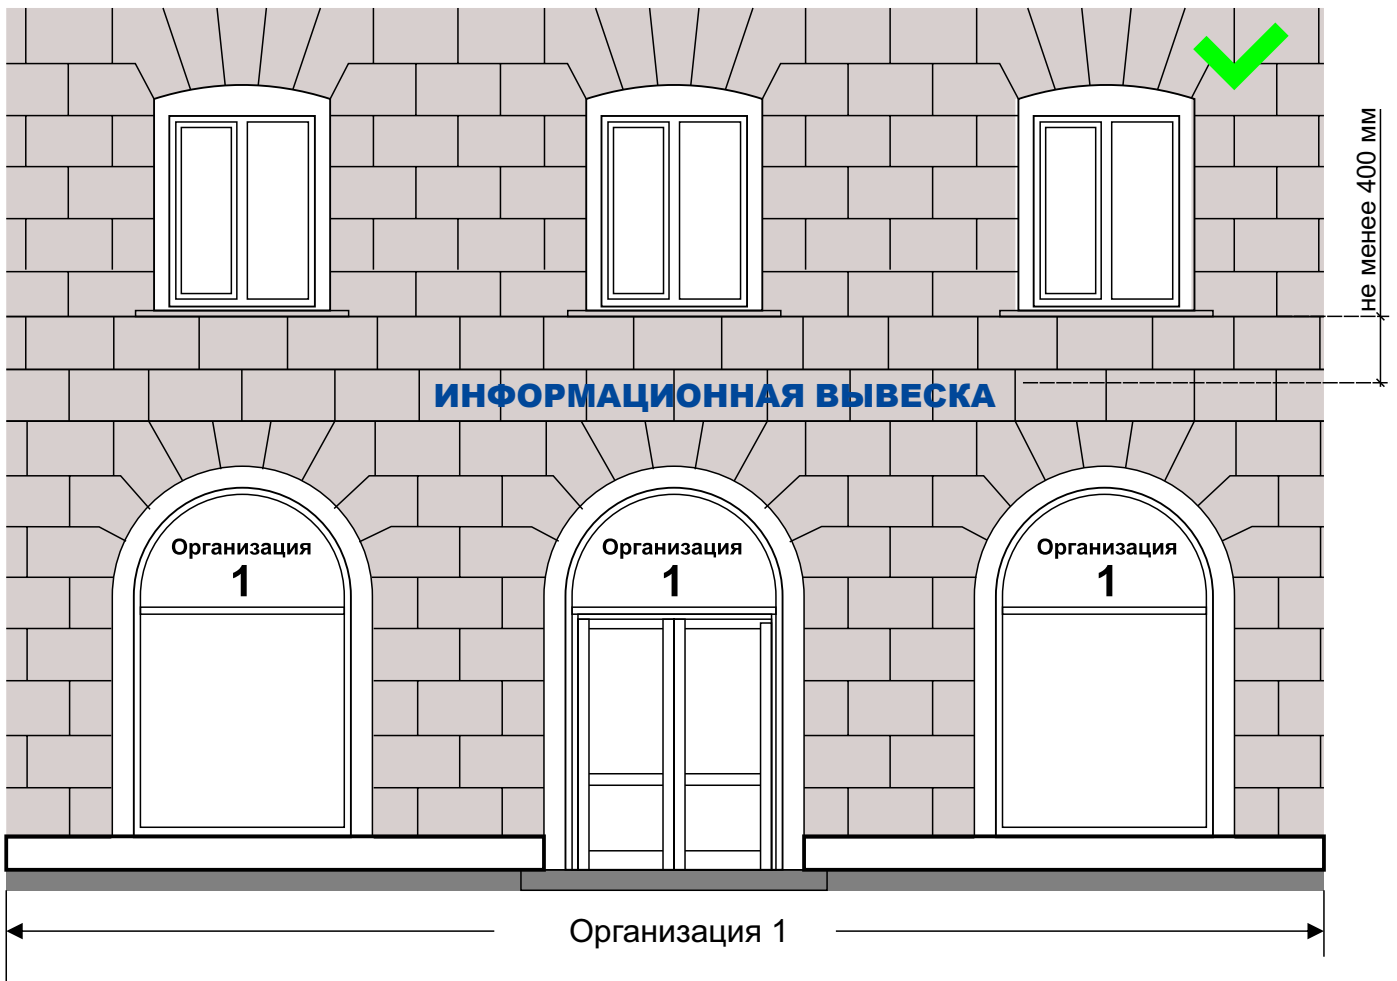 не менее 400 мм
ИНФОРМАЦИОННАЯ ВЫВЕСКА
Организация
1
Организация
1
Организация
1
Организация 1